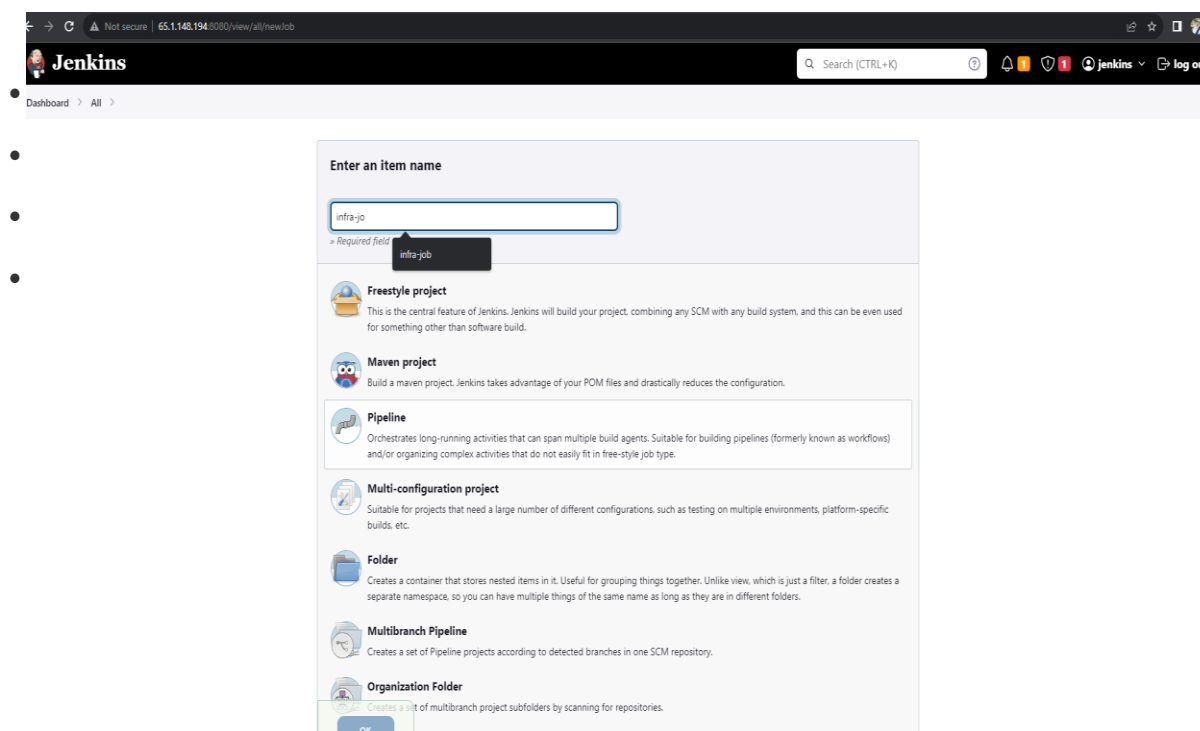 Not secure | 65.1.148.194:8080/view/all/newJob
Jenkins
Search (CTRL+K)
1
1
jenkins
log ou
Dashboard > All >
Enter an item name
infra-jo
» Required field
infra-job
Freestyle project
This is the central feature of Jenkins. Jenkins will build your project, combining any SCM with any build system, and this can be even used
for something other than software build.
Maven project
Build a maven project. Jenkins takes advantage of your POM files and drastically reduces the configuration.
Pipeline
Orchestrates long-running activities that can span multiple build agents. Suitable for building pipelines (formerly known as workflows)
and/or organizing complex activities that do not easily fit in free-style job type.
Multi-configuration project
Suitable for projects that need a large number of different configurations, such as testing on multiple environments, platform-specific
builds, etc.
Folder
Creates a container that stores nested items in it. Useful for grouping things together. Unlike view, which is just a filter, a folder creates a
separate namespace, so you can have multiple things of the same name as long as they are in different folders.
Multibranch Pipeline
Creates a set of Pipeline projects according to detected branches in one SCM repository.
Organization Folder
Creates a set of multibranch project subfolders by scanning for repositories.
OK